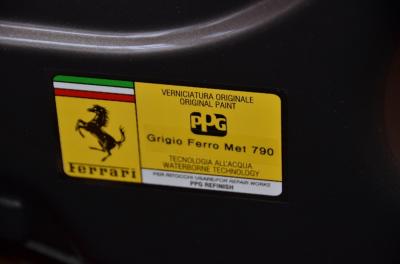 VERNICIATURA ORIGINALE
ORIGINAL PAINT
PPG
Grigio Ferro Met 790
TECNOLOGIA ALL'ACQUA
WATERBORNE TECHNOLOGY
Ferrari
PER RITOCCHI USARE/FOR REPAIR WORKS
PPG REFINISH